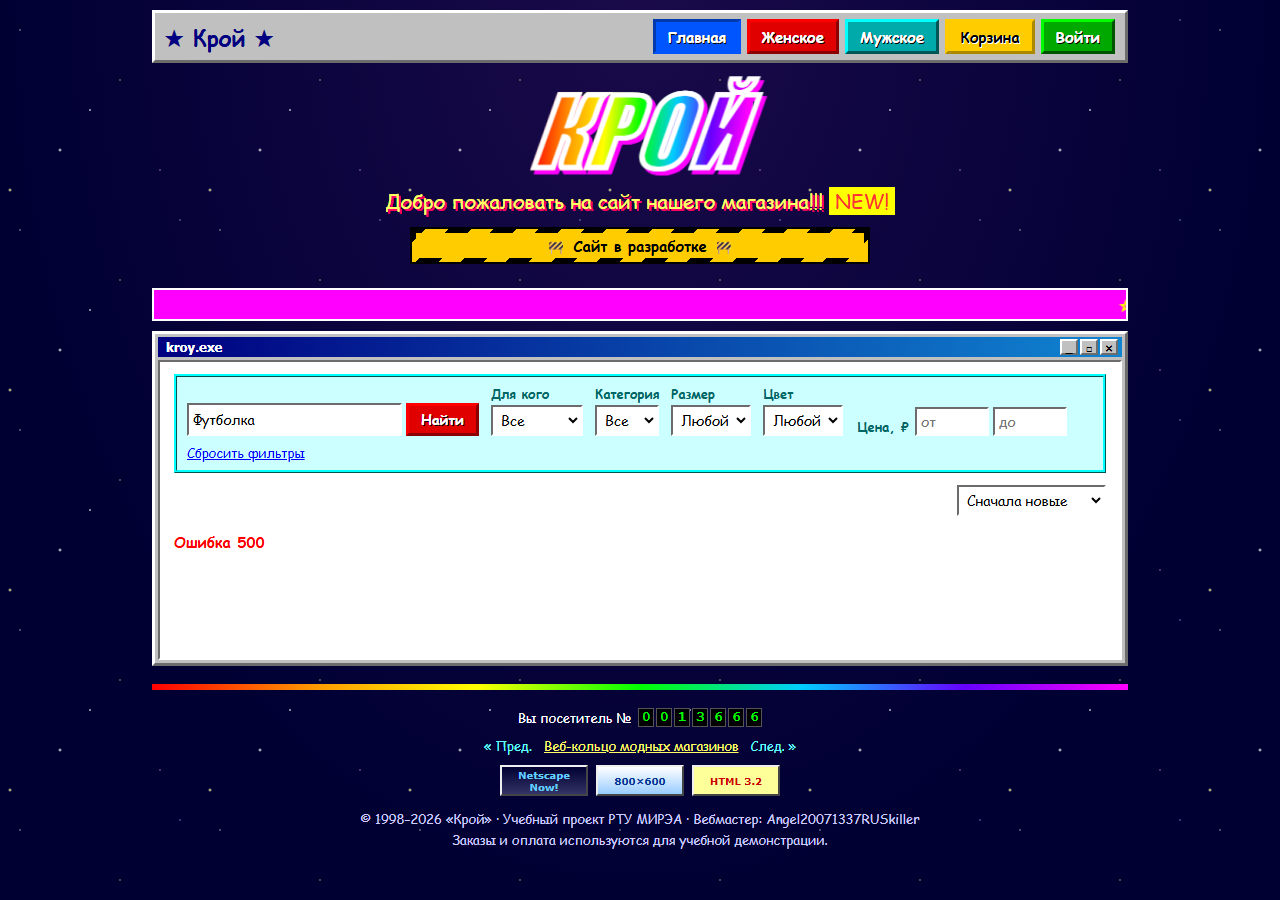 ★ Крой ★
Главная
Женское
Мужское
Корзина
Войти
КРОЙ
Добро пожаловать на сайт нашего магазина!!! NEW!
Сайт в разработке
kroy.exe
Для кого
Категория
Размер
Цвет
Футболка
Найти
Все
Все
Любой
Любой
Цена, ₽
от
до
Сбросить фильтры
Сначала новые
Ошибка 500
Вы посетитель № 0013666
« Пред. Веб-кольцо модных магазинов След. »
Netscape
Now!
800×600
HTML 3.2
© 1998–2026 «Крой» · Учебный проект РТУ МИРЭА · Вебмастер: Angel20071337RUSkiller
Заказы и оплата используются для учебной демонстрации.